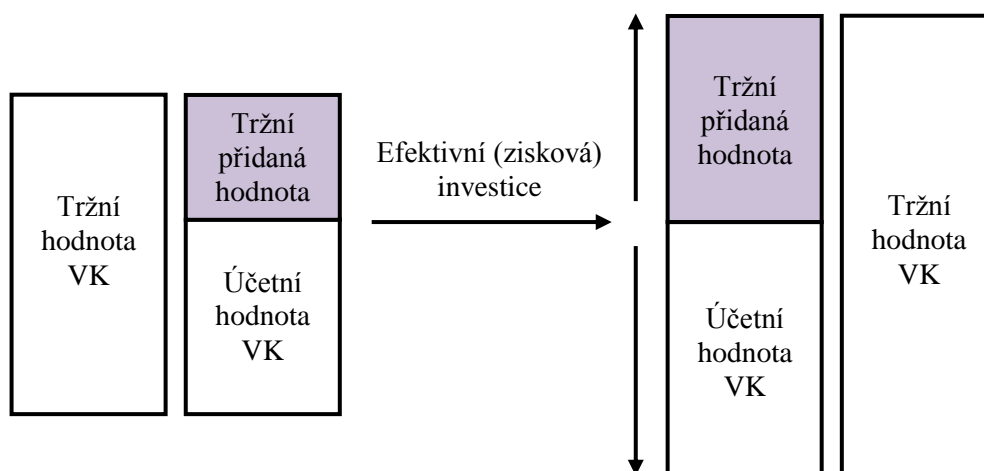 Tržní
hodnota
VK
Tržní
přidaná
hodnota
Účetní
hodnota
VK
Efektivní (zisková)
investice
Tržní
přidaná
hodnota
Účetní
hodnota
VK
Tržní
hodnota
VK